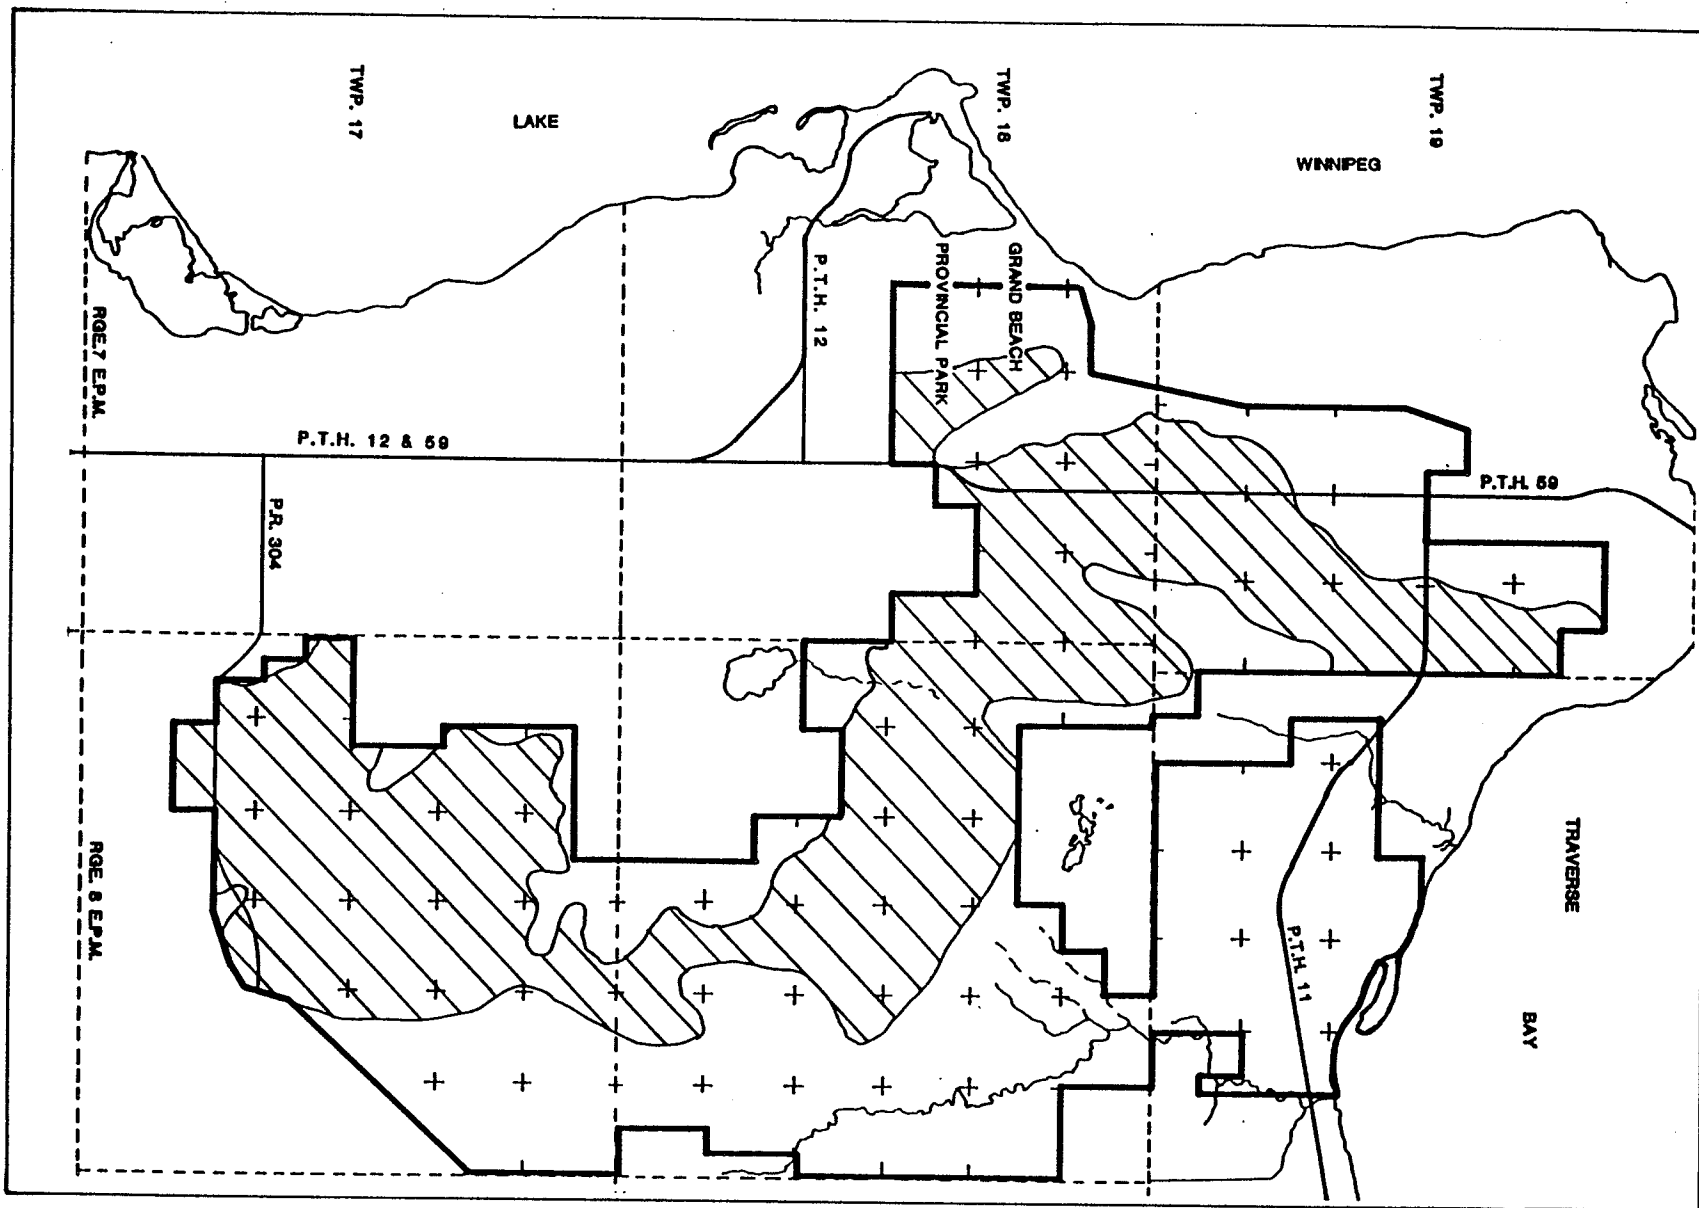 TWP. 17
LAKE
TWP. 18
TWP. 19
WINNIPEG
GRAND BEACH
PROVINCIAL PARK
P.T.H. 12
RGE.7 E.P.M.
P.T.H. 12 & 59
P.T.H. 59
P.R. 304
TRAVERSE
BAY
RGE. 8 E.P.M.
P.T.H. 11